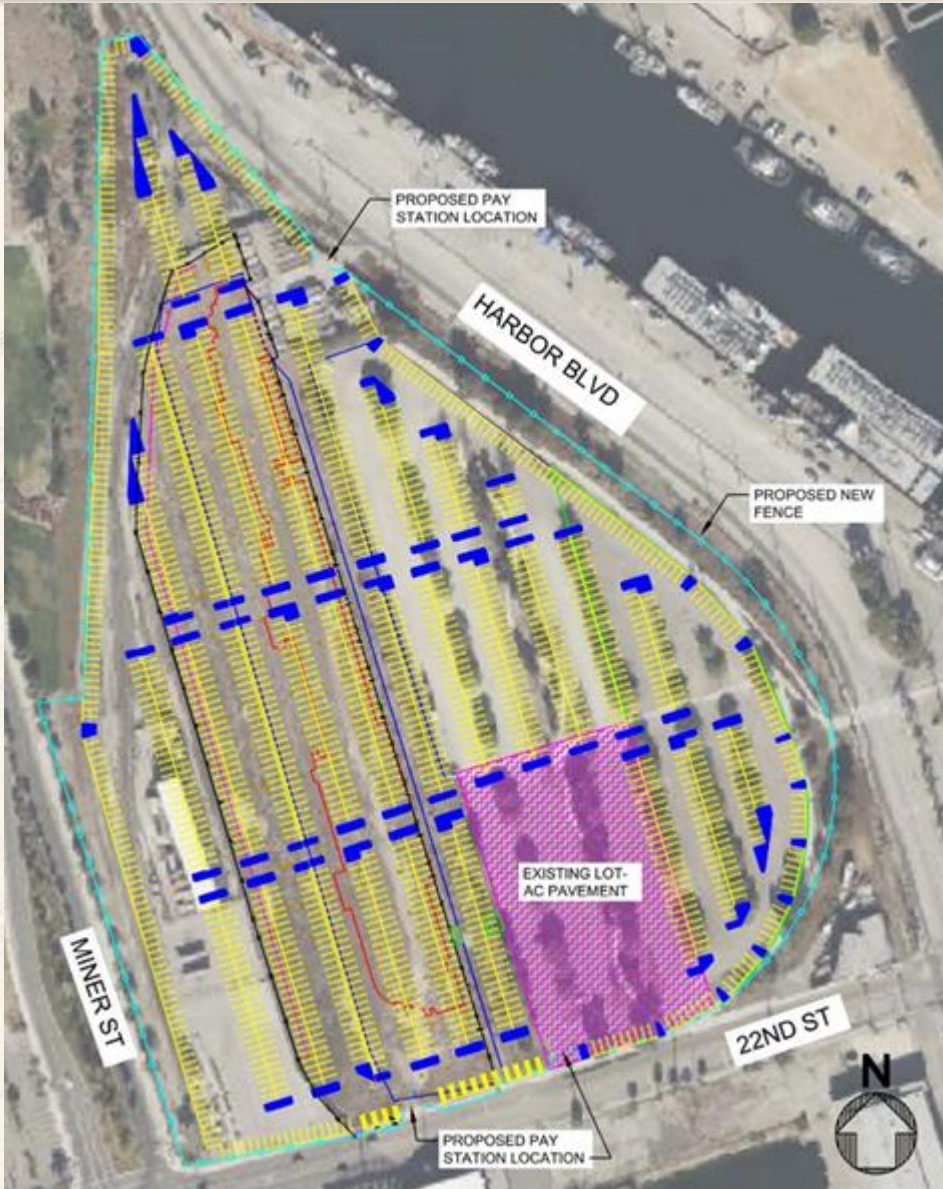 PROPOSED PAY
STATION LOCATION
HARBOR BLVD
PROPOSED NEW
FENCE
EXISTING LOT-
AC PAVEMENT
MINER ST
22ND ST
N
PROPOSED PAY
STATION LOCATION